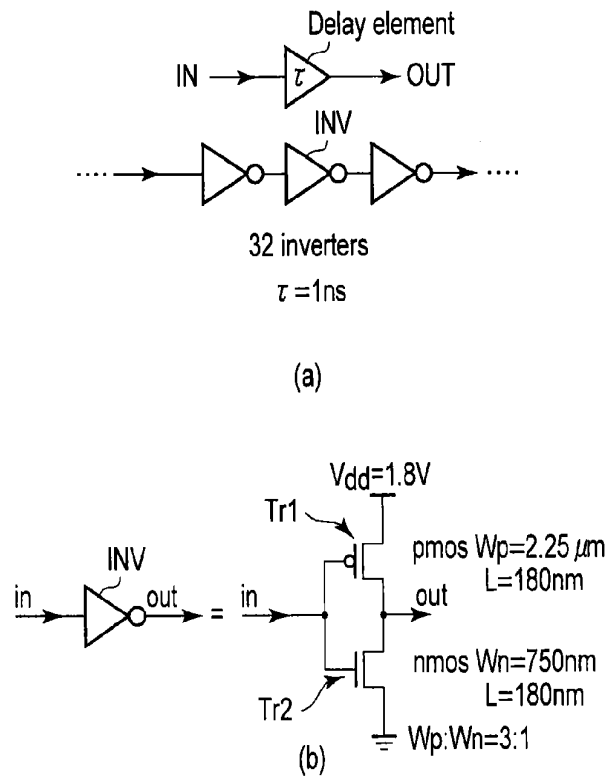 Delay element
IN τ OUT
INV
32 inverters
τ =1ns
(a)
Vdd=1.8V
Tr1
pmos Wp=2.25 μm
L=180nm
INV
in out = in out
nmos Wn=750nm
L=180nm
Tr2
Wp:Wn=3:1
(b)